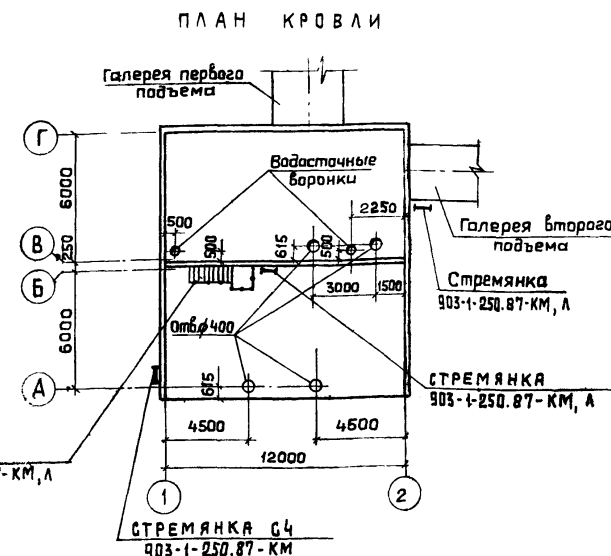 ПЛАН КРОВЛИ
Галерея первого
подъема
Г
6000
Водосточные
воронки
500
2250
Галерея второго
подъема
В
250
500
615
500
Б
3000
1500
Стремянка
903-1-250.87-КМ, Л
6000
Отв.ф400
А
615
СТРЕМЯНКА
903-1-250.87-КМ, А
4500
4500
12000
-КМ, Л
1
2
СТРЕМЯНКА С4
903-1-250.87-КМ